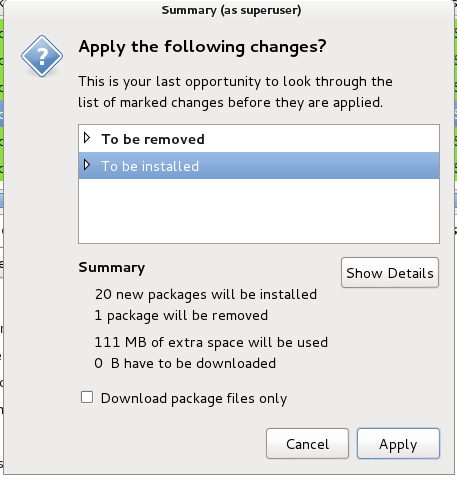 Summary (as superuser)
Apply the following changes?
This is your last opportunity to look through the
list of marked changes before they are applied.
To be removed
To be installed
Summary
Show Details
20 new packages will be installed
1 package will be removed
111 MB of extra space will be used
0  B have to be downloaded
Download package files only
Cancel
Apply